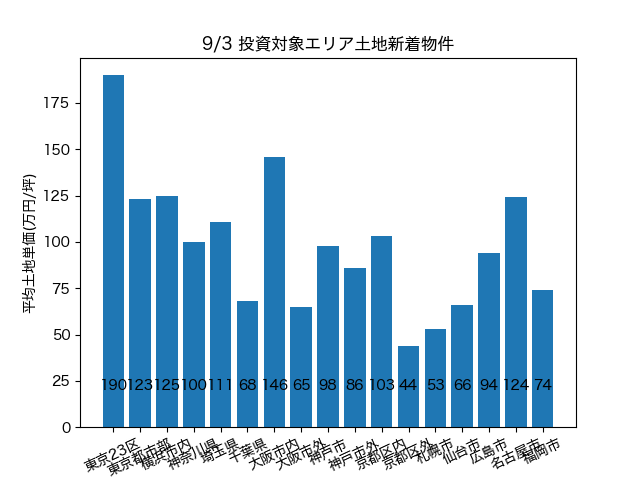 9/3 投資対象エリア土地新着物件
平均土地単価(万円/坪)
175
150
125
100
75
50
25
0
190 123 125 100 111 68 146 65 98 86 103 44 53 66 94 124 74
東京23区 東京都市部 横浜市内 神奈川県 埼玉県 千葉県 大阪市内 大阪市外 神戸市 神戸市外 京都区内 京都区外 札幌市 仙台市 広島市 名古屋市 福岡市